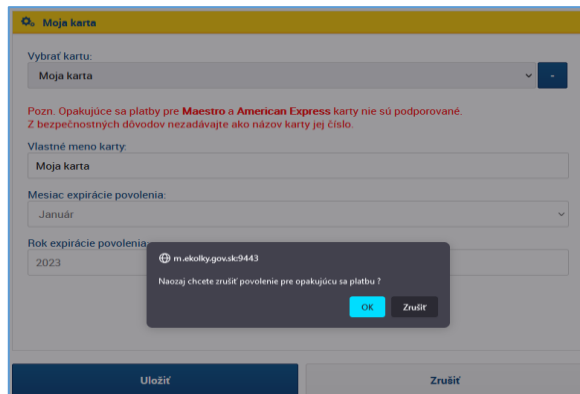 Moja karta
Vybrať kartu:
Moja karta
-
Pozn. Opakujúce sa platby pre Maestro a American Express karty nie sú podporované.
Z bezpečnostných dôvodov nezadávajte ako názov karty jej číslo.
Vlastné meno karty:
Moja karta
Mesiac expirácie povolenia:
Január
Rok expirácie povolenia:
2023
m.ekolky.gov.sk:9443
Naozaj chcete zrušiť povolenie pre opakujúcu sa platbu ?
OK Zrušiť
Uložiť Zrušiť